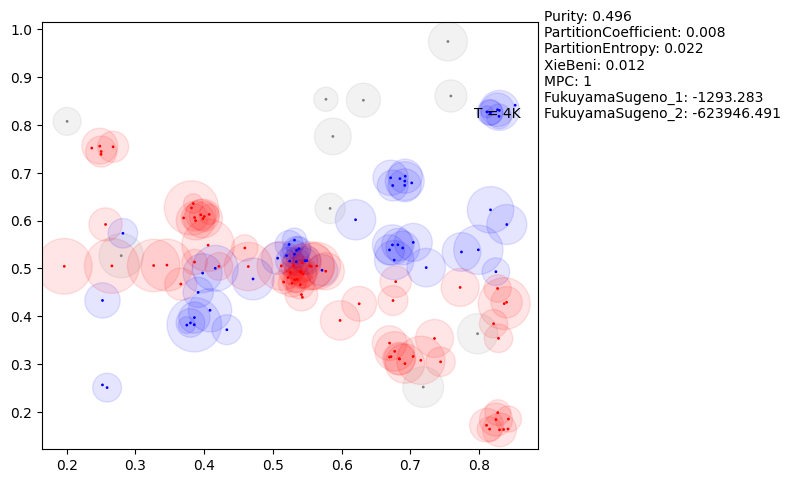 Purity: 0.496
PartitionCoefficient: 0.008
PartitionEntropy: 0.022
XieBeni: 0.012
MPC: 1
FukuyamaSugeno_1: -1293.283
FukuyamaSugeno_2: -623946.491
T = 4K
1.0
0.9
0.8
0.7
0.6
0.5
0.4
0.3
0.2
0.2 0.3 0.4 0.5 0.6 0.7 0.8